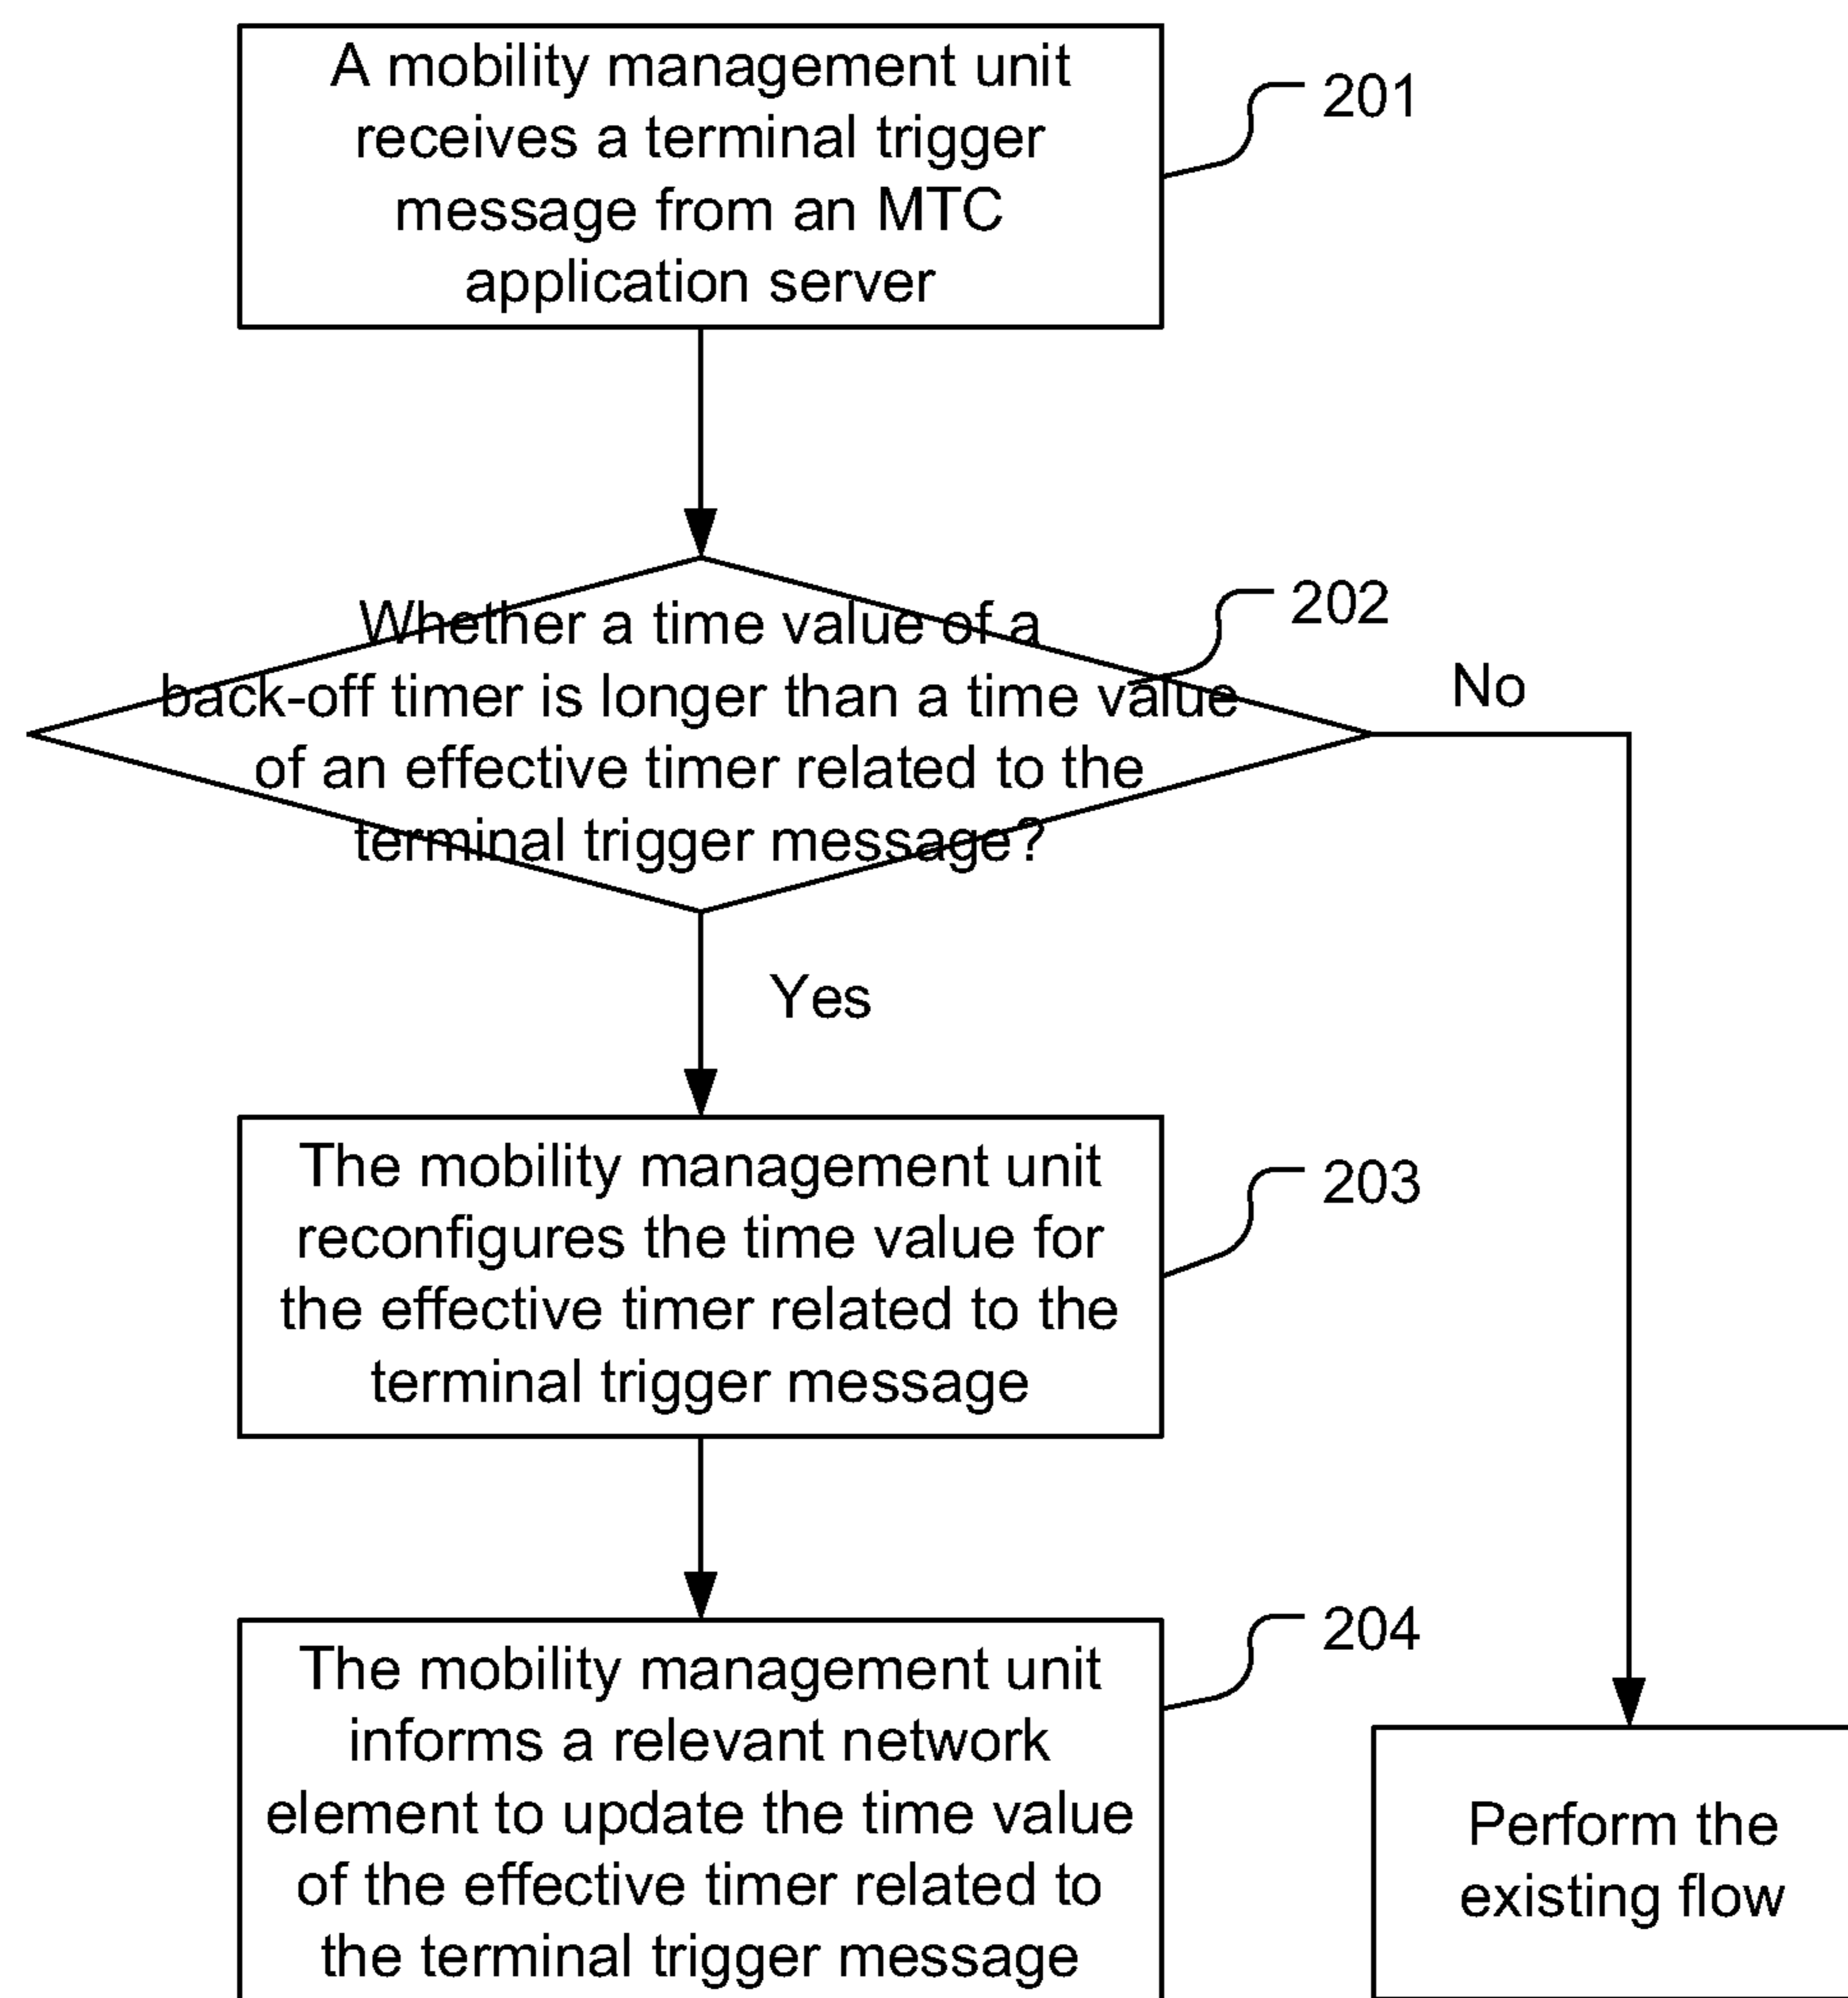 A mobility management unit
receives a terminal trigger
message from an MTC
application server
201
Whether a time value of a
back-off timer is longer than a time value
of an effective timer related to the
terminal trigger message?
202
No
Yes
The mobility management unit
reconfigures the time value for
the effective timer related to the
terminal trigger message
203
The mobility management unit
informs a relevant network
element to update the time value
of the effective timer related to
the terminal trigger message
204
Perform the
existing flow